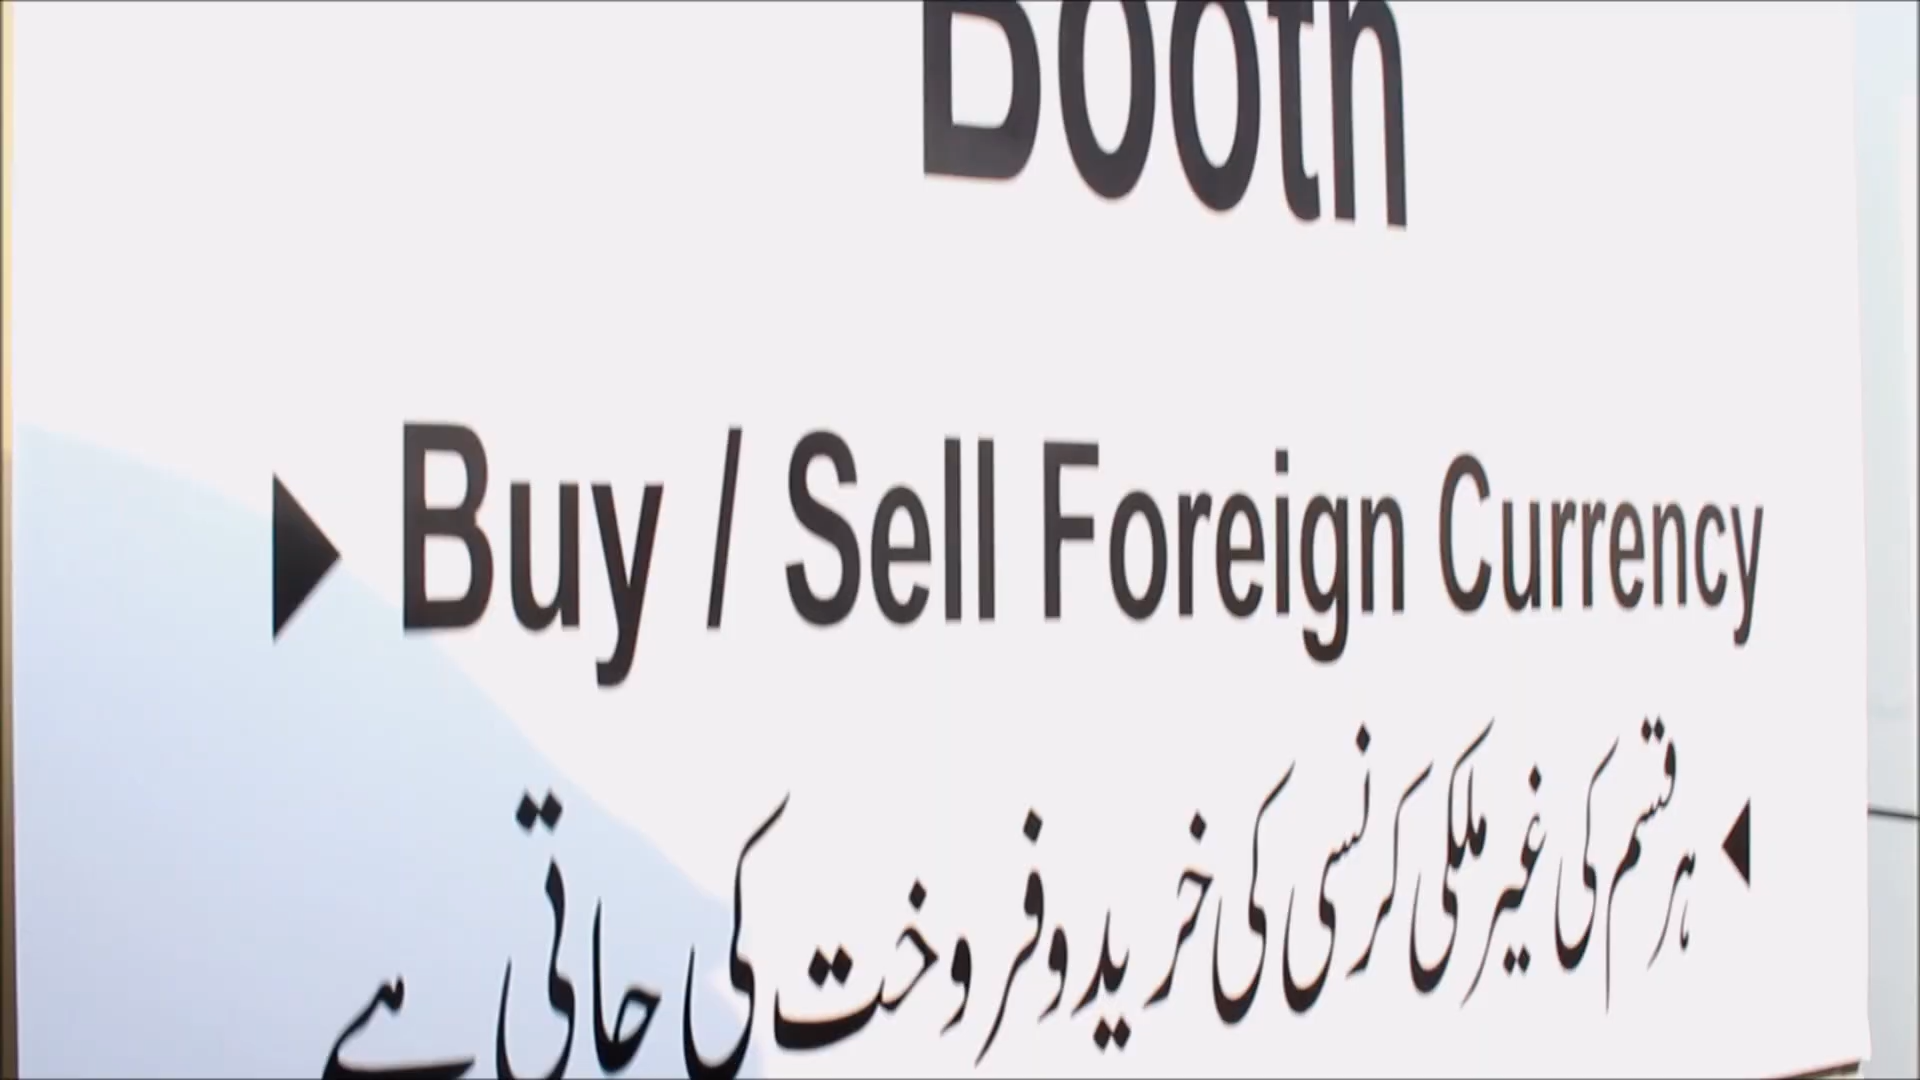 Booth
Buy / Sell Foreign Currency
ہر قسم کی غیر ملکی کرنسی کی خرید و فروخت کی جاتی ہے